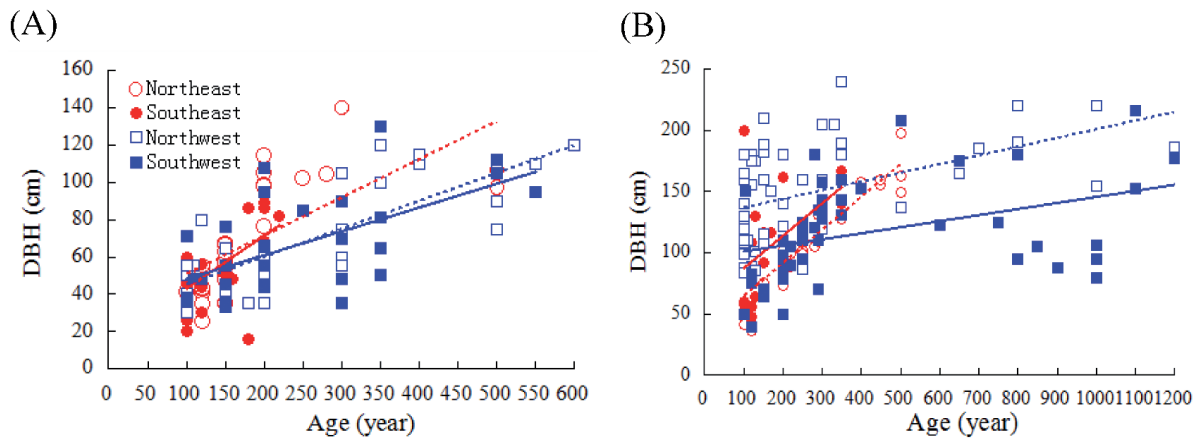 (A)
160
140
120
100
80
60
40
20
0
DBH (cm)
Northeast
Southeast
Northwest
Southwest
0 50 100 150 200 250 300 350 400 450 500 550 600
Age (year)
(B)
250
200
150
100
50
0
DBH (cm)
0 100 200 300 400 500 600 700 800 900 1000 1100 1200
Age (year)